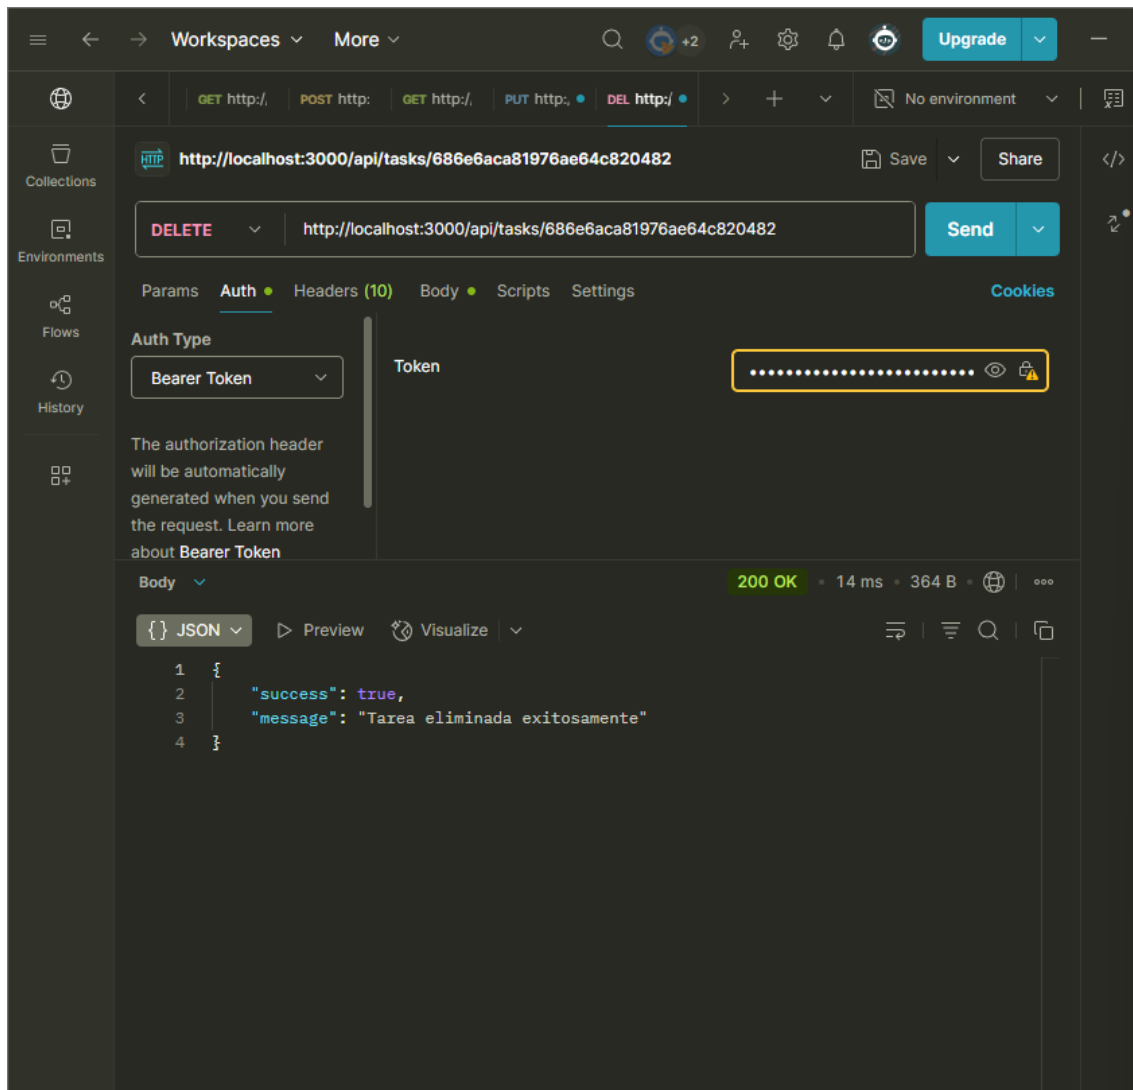 Workspaces More +2 Upgrade
GET http:/, POST http: GET http:/, PUT http:, DEL http:/ No environment
Collections
Environments
Flows
History
HTTP http://localhost:3000/api/tasks/686e6aca81976ae64c820482 Save Share
DELETE http://localhost:3000/api/tasks/686e6aca81976ae64c820482 Send
Params Auth Headers (10) Body Scripts Settings Cookies
Auth Type
Bearer Token
Token
The authorization header
will be automatically
generated when you send
the request. Learn more
about Bearer Token
Body 200 OK 14 ms 364 B
{} JSON Preview Visualize
1 {
2 "success": true,
3 "message": "Tarea eliminada exitosamente"
4 }